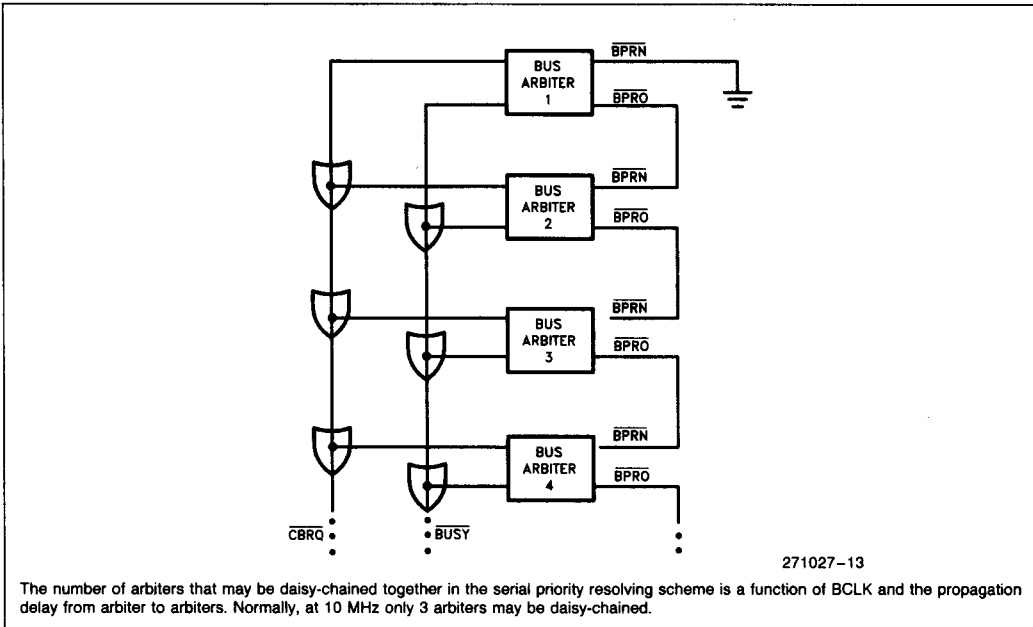 BPRN
BUS
ARBITER
1
BPRO
BPRN
BUS
ARBITER
2
BPRO
BPRN
BUS
ARBITER
3
BPRO
BPRN
BUS
ARBITER
4
BPRO
CBRQ
BUSY
271027-13
The number of arbiters that may be daisy-chained together in the serial priority resolving scheme is a function of BCLK and the propagation
delay from arbiter to arbiters. Normally, at 10 MHz only 3 arbiters may be daisy-chained.